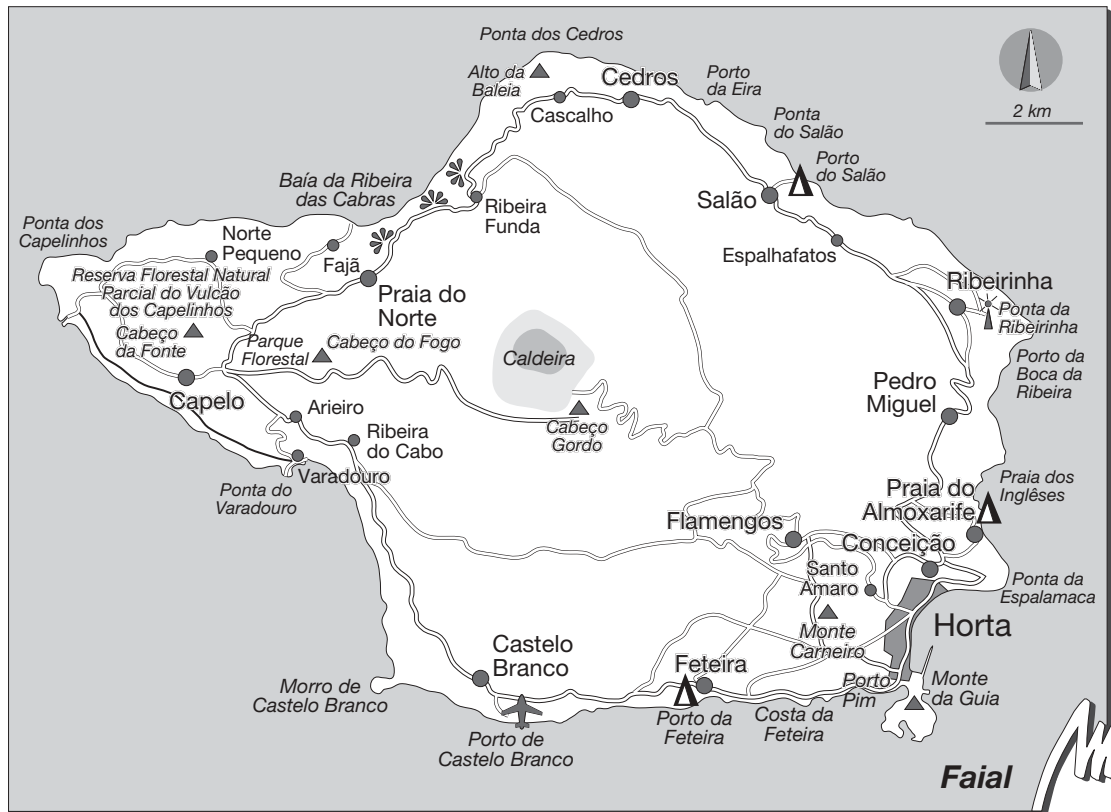 Ponta dos Cedros
Alto da
Baleia
Cedros
Cascalho
Porto
da Eira
Ponta
do Salão
Porto
do Salão
2 km
Salão
Baía da Ribeira
das Cabras
Ribeira
Funda
Espalhafatos
Ponta dos
Capelinhos
Norte
Pequeno
Fajã
Reserva Florestal Natural
Parcial do Vulcão
dos Capelinhos
Praia do
Norte
Ribeirinha
Ponta da
Ribeirinha
Cabeço
da Fonte
Parque
Florestal
Cabeço do Fogo
Caldeira
Porto da
Boca da
Ribeira
Capelo
Arieiro
Pedro
Miguel
Cabeço
Gordo
Ribeira
do Cabo
Varadouro
Ponta do
Varadouro
Praia do
Almoxarife
Praia dos
Inglêses
Flamengos
Conceição
Santo
Amaro
Ponta da
Espalamaca
Monte
Carneiro
Horta
Castelo
Branco
Feteira
Morro de
Castelo Branco
Porto
Pim
Monte
da Guia
Porto de
Castelo Branco
Porto da
Feteira
Costa da
Feteira
Faial